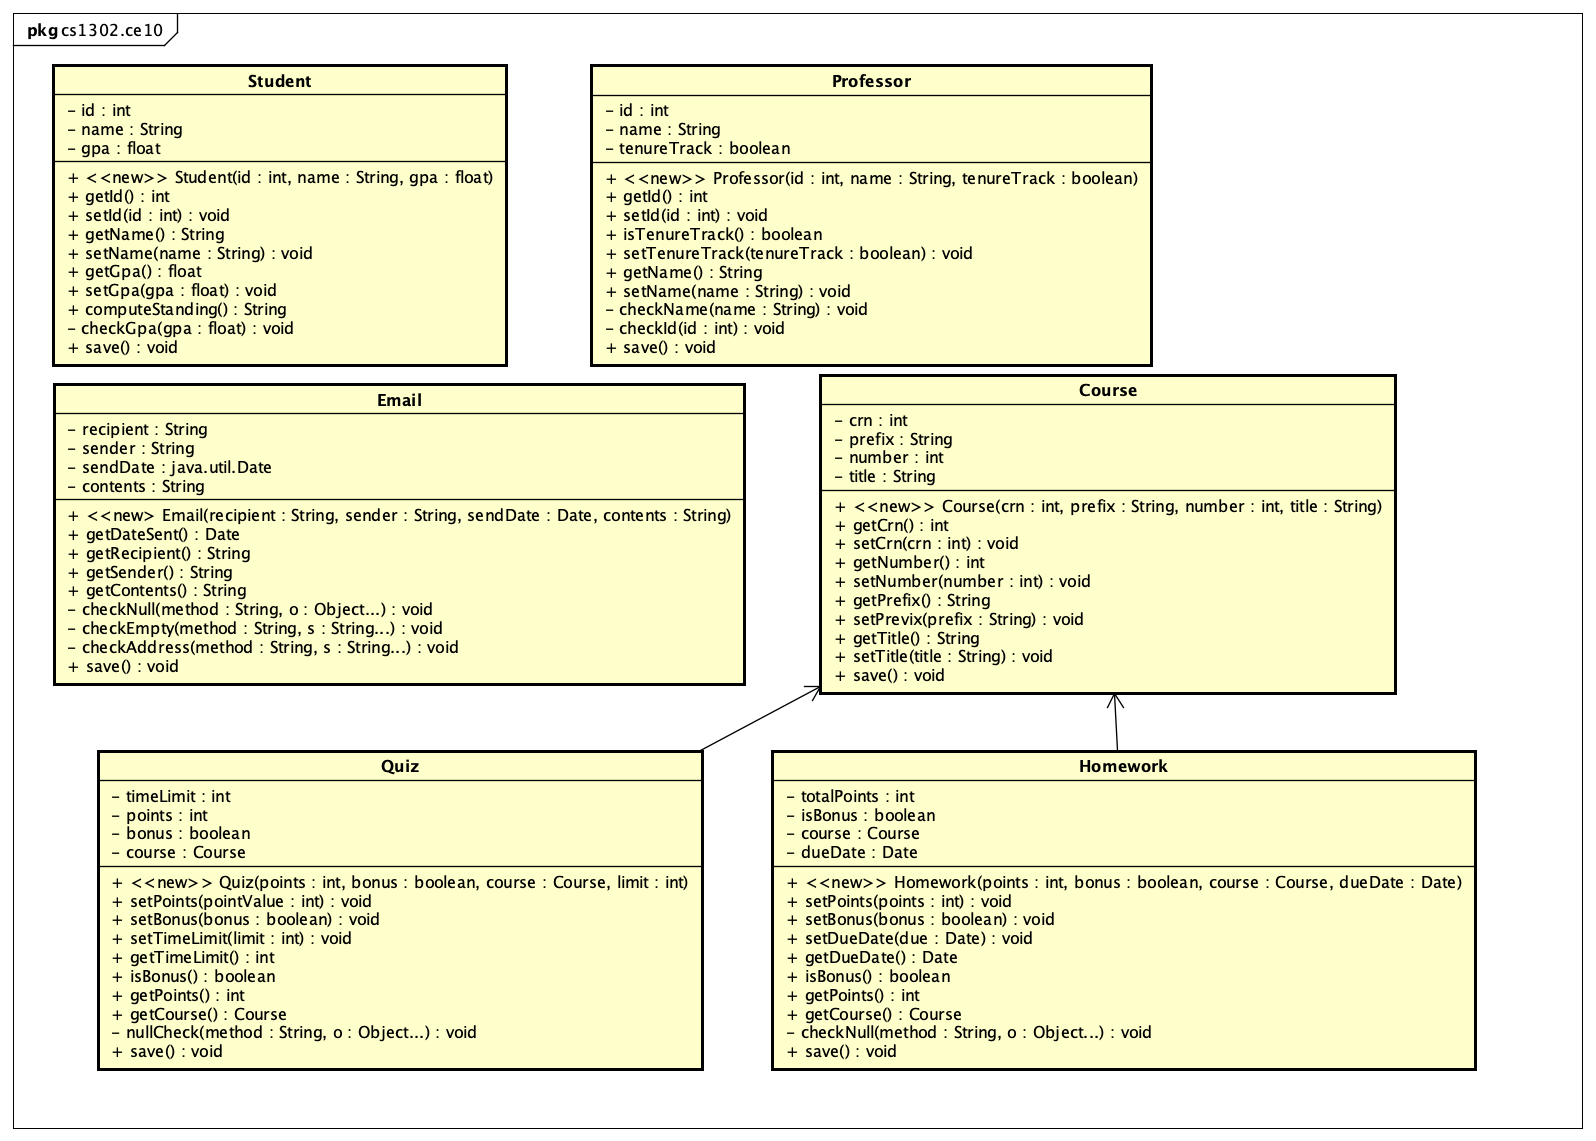 pkg cs1302.ce10
Student
- id : int
- name : String
- gpa : float
+ <<new>> Student(id : int, name : String, gpa : float)
+ getId() : int
+ setId(id : int) : void
+ getName() : String
+ setName(name : String) : void
+ getGpa() : float
+ setGpa(gpa : float) : void
+ computeStanding() : String
- checkGpa(gpa : float) : void
+ save() : void
Professor
- id : int
- name : String
- tenureTrack : boolean
+ <<new>> Professor(id : int, name : String, tenureTrack : boolean)
+ getId() : int
+ setId(id : int) : void
+ isTenureTrack() : boolean
+ setTenureTrack(tenureTrack : boolean) : void
+ getName() : String
+ setName(name : String) : void
- checkName(name : String) : void
- checkId(id : int) : void
+ save() : void
Email
- recipient : String
- sender : String
- sendDate : java.util.Date
- contents : String
+ <<new> Email(recipient : String, sender : String, sendDate : Date, contents : String)
+ getDateSent() : Date
+ getRecipient() : String
+ getSender() : String
+ getContents() : String
- checkNull(method : String, o : Object...) : void
- checkEmpty(method : String, s : String...) : void
- checkAddress(method : String, s : String...) : void
+ save() : void
Course
- crn : int
- prefix : String
- number : int
- title : String
+ <<new>> Course(crn : int, prefix : String, number : int, title : String)
+ getCrn() : int
+ setCrn(crn : int) : void
+ getNumber() : int
+ setNumber(number : int) : void
+ getPrefix() : String
+ setPrevix(prefix : String) : void
+ getTitle() : String
+ setTitle(title : String) : void
+ save() : void
Quiz
- timeLimit : int
- points : int
- bonus : boolean
- course : Course
+ <<new>> Quiz(points : int, bonus : boolean, course : Course, limit : int)
+ setPoints(pointValue : int) : void
+ setBonus(bonus : boolean) : void
+ setTimeLimit(limit : int) : void
+ getTimeLimit() : int
+ isBonus() : boolean
+ getPoints() : int
+ getCourse() : Course
- nullCheck(method : String, o : Object...) : void
+ save() : void
Homework
- totalPoints : int
- isBonus : boolean
- course : Course
- dueDate : Date
+ <<new>> Homework(points : int, bonus : boolean, course : Course, dueDate : Date)
+ setPoints(points : int) : void
+ setBonus(bonus : boolean) : void
+ setDueDate(due : Date) : void
+ getDueDate() : Date
+ isBonus() : boolean
+ getPoints() : int
+ getCourse() : Course
- checkNull(method : String, o : Object...) : void
+ save() : void